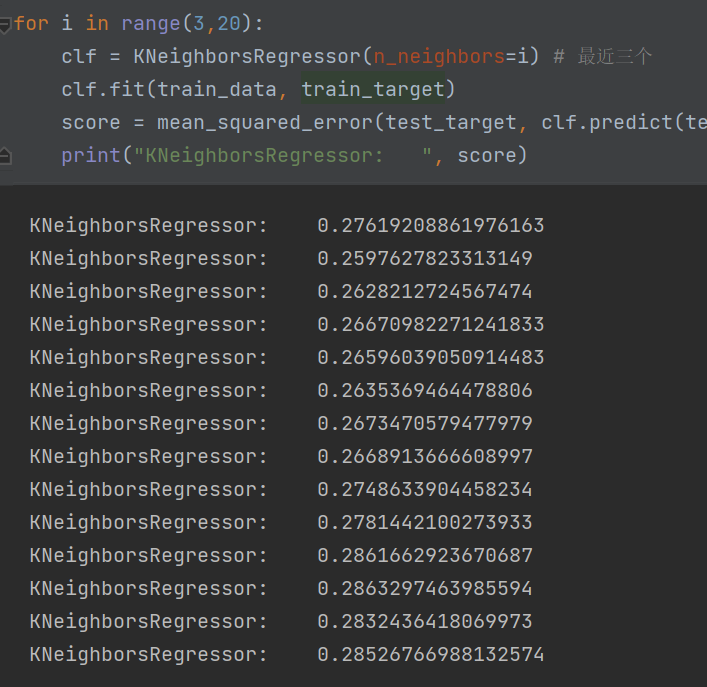 for i in range(3,20):
    clf = KNeighborsRegressor(n_neighbors=i) # 最近三个
    clf.fit(train_data, train_target)
    score = mean_squared_error(test_target, clf.predict(te
    print("KNeighborsRegressor:   ", score)
KNeighborsRegressor:    0.27619208861976163
KNeighborsRegressor:    0.2597627823313149
KNeighborsRegressor:    0.2628212724567474
KNeighborsRegressor:    0.26670982271241833
KNeighborsRegressor:    0.26596039050914483
KNeighborsRegressor:    0.2635369464478806
KNeighborsRegressor:    0.2673470579477979
KNeighborsRegressor:    0.2668913666608997
KNeighborsRegressor:    0.2748633904458234
KNeighborsRegressor:    0.2781442100273933
KNeighborsRegressor:    0.2861662923670687
KNeighborsRegressor:    0.2863297463985594
KNeighborsRegressor:    0.2832436418069973
KNeighborsRegressor:    0.28526766988132574